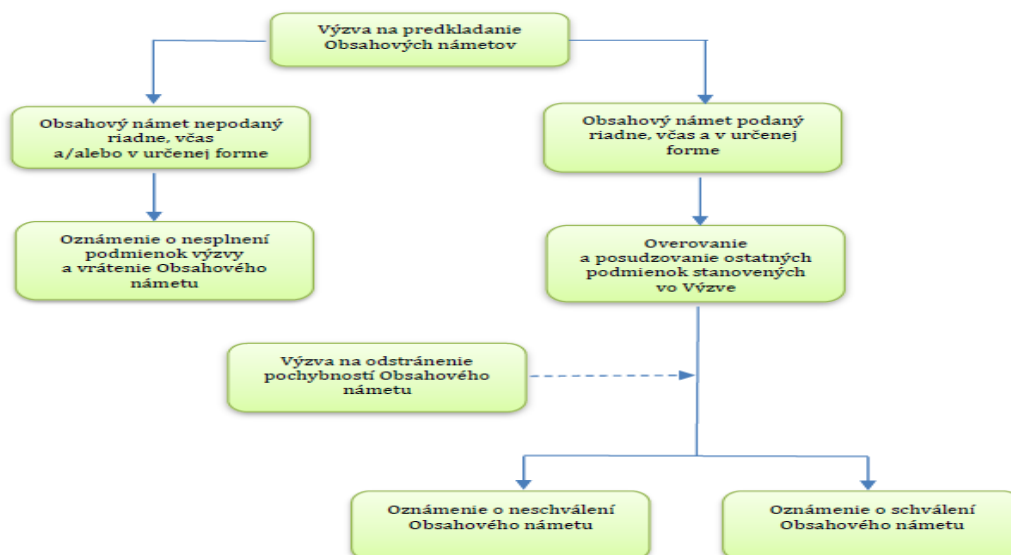 Výzva na predkladanie
Obsahových námetov
Obsahový námet nepodaný
riadne, včas
a/alebo v určenej forme
Obsahový námet podaný
riadne, včas a v určenej
forme
Oznámenie o nesplnení
podmienok výzvy
a vrátenie Obsahového
námetu
Overovanie
a posudzovanie ostatných
podmienok stanovených
vo Výzve
Výzva na odstránenie
pochybností Obsahového
námetu
Oznámenie o neschválení
Obsahového námetu
Oznámenie o schválení
Obsahového námetu